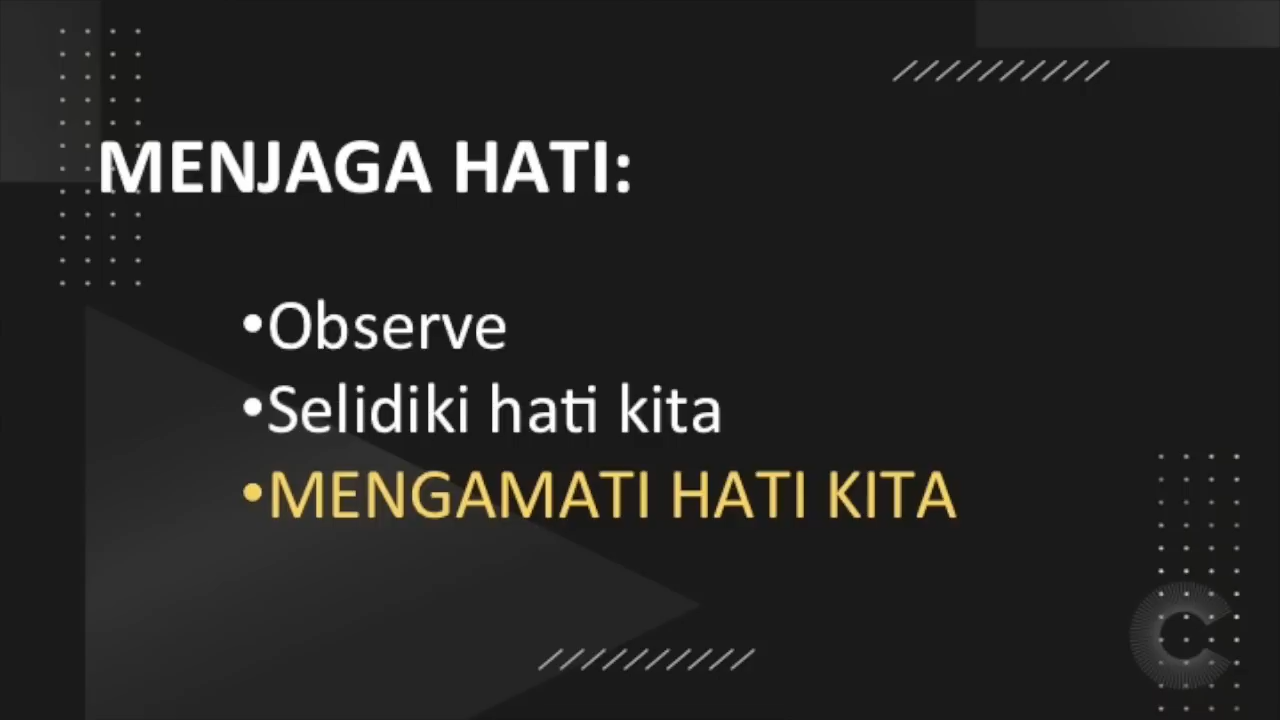 MENJAGA HATI:
•Observe
•Selidiki hati kita
•MENGAMATI HATI KITA